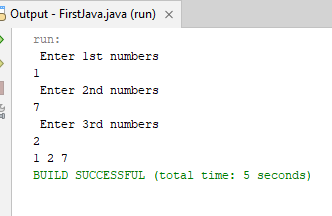 Output - FirstJava.java (run) ×
run:
Enter 1st numbers
1
Enter 2nd numbers
7
Enter 3rd numbers
2
1 2 7
BUILD SUCCESSFUL (total time: 5 seconds)